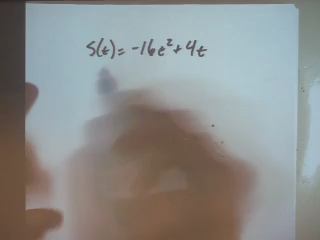 S(t) = -16t² + 4t